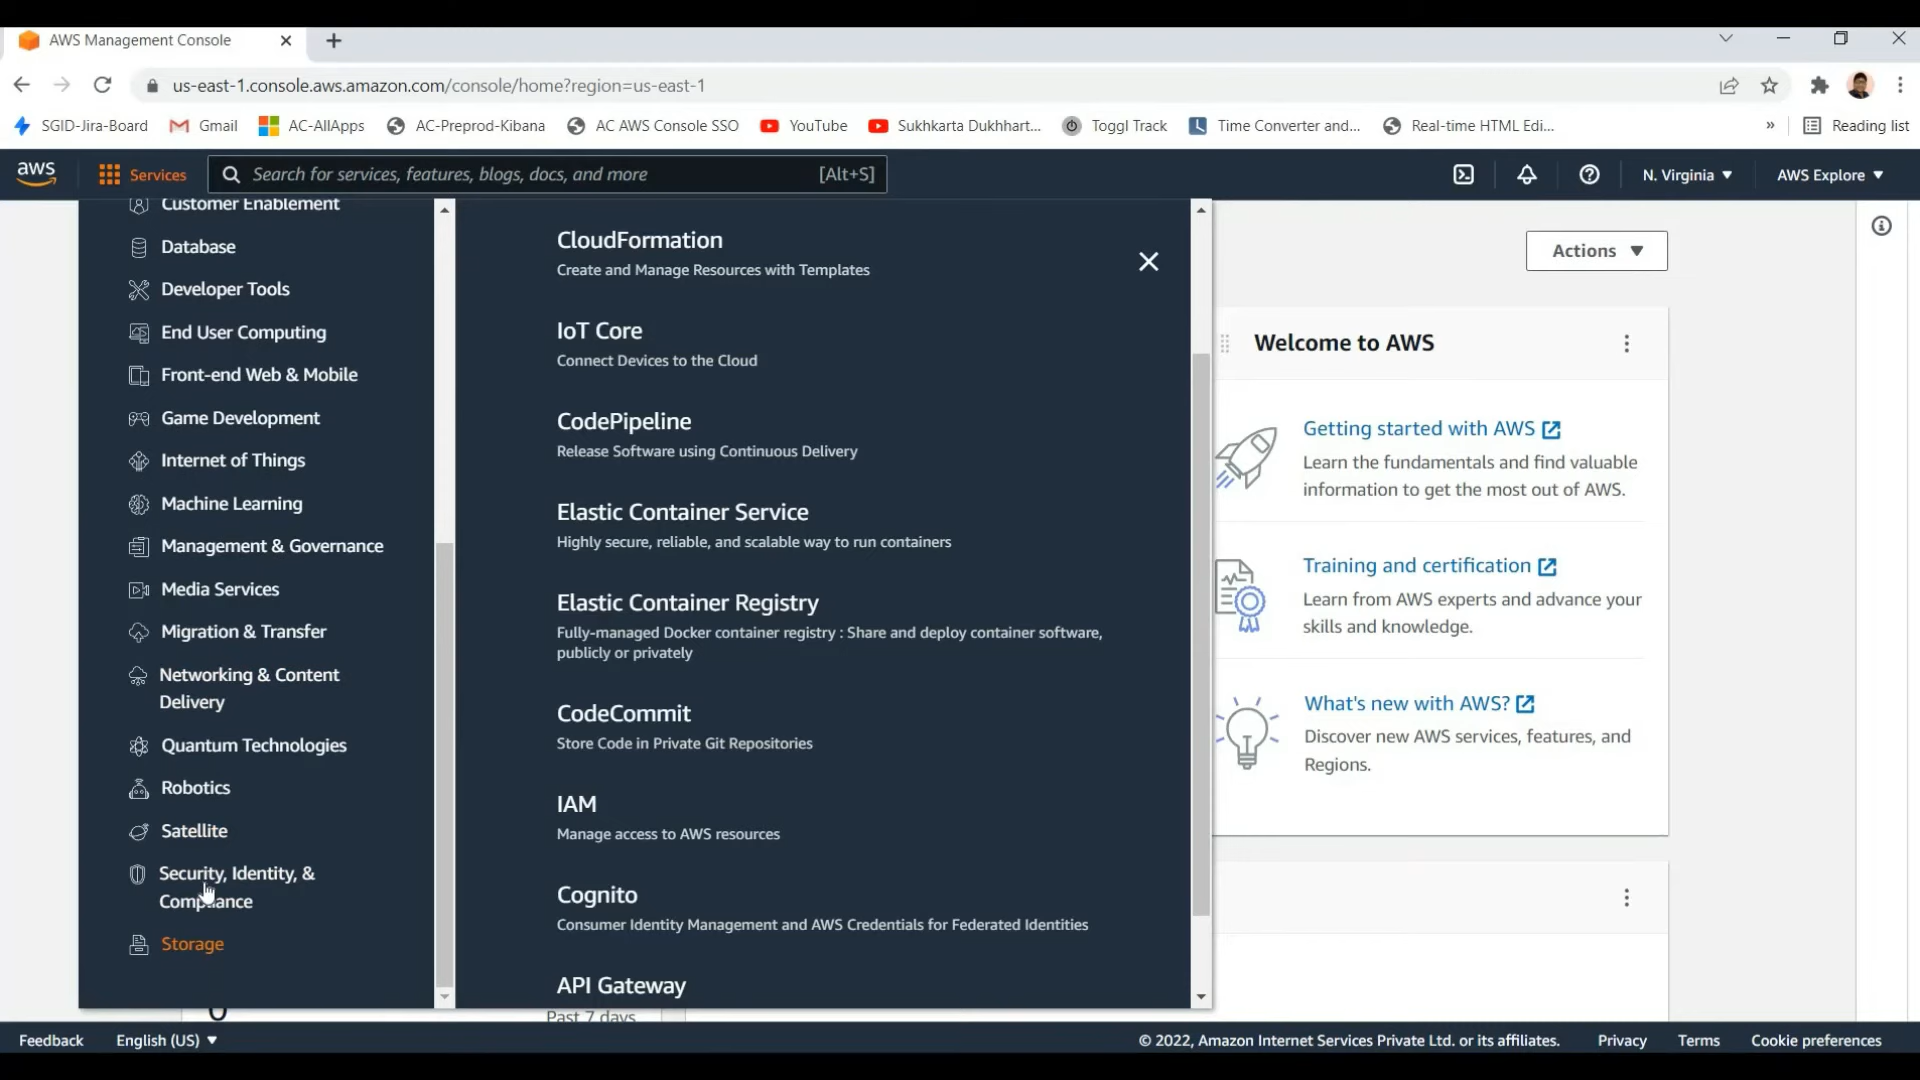 AWS Management Console
us-east-1.console.aws.amazon.com/console/home?region=us-east-1
SGID-Jira-Board Gmail AC-AllApps AC-Preprod-Kibana AC AWS Console SSO YouTube Sukhkarta Dukhhart... Toggl Track Time Converter and... Real-time HTML Edi... » Reading list
aws Services Search for services, features, blogs, docs, and more [Alt+S] N. Virginia AWS Explore
Customer Enablement
Database
Developer Tools
End User Computing
Front-end Web & Mobile
Game Development
Internet of Things
Machine Learning
Management & Governance
Media Services
Migration & Transfer
Networking & Content
Delivery
Quantum Technologies
Robotics
Satellite
Security, Identity, &
Compliance
Storage
CloudFormation
Create and Manage Resources with Templates
IoT Core
Connect Devices to the Cloud
CodePipeline
Release Software using Continuous Delivery
Elastic Container Service
Highly secure, reliable, and scalable way to run containers
Elastic Container Registry
Fully-managed Docker container registry : Share and deploy container software,
publicly or privately
CodeCommit
Store Code in Private Git Repositories
IAM
Manage access to AWS resources
Cognito
Consumer Identity Management and AWS Credentials for Federated Identities
API Gateway
Past 7 days
Actions
Welcome to AWS
Getting started with AWS
Learn the fundamentals and find valuable
information to get the most out of AWS.
Training and certification
Learn from AWS experts and advance your
skills and knowledge.
What's new with AWS?
Discover new AWS services, features, and
Regions.
Feedback English (US) © 2022, Amazon Internet Services Private Ltd. or its affiliates. Privacy Terms Cookie preferences